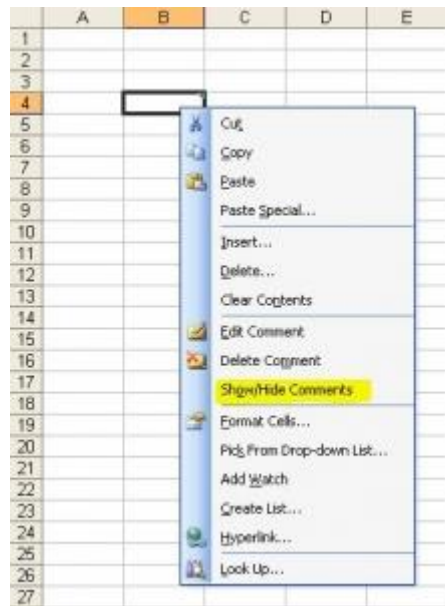 A B C D E
1
2
3
4
5 Cut
6 Copy
7
8 Paste
9 Paste Special...
10
11 Insert...
12 Delete...
13 Clear Contents
14
15 Edit Comment
16 Delete Comment
17 Show/Hide Comments
18
19 Format Cells...
20 Pick From Drop-down List...
21
22 Add Watch
23 Create List...
24 Hyperlink...
25
26 Look Up...
27